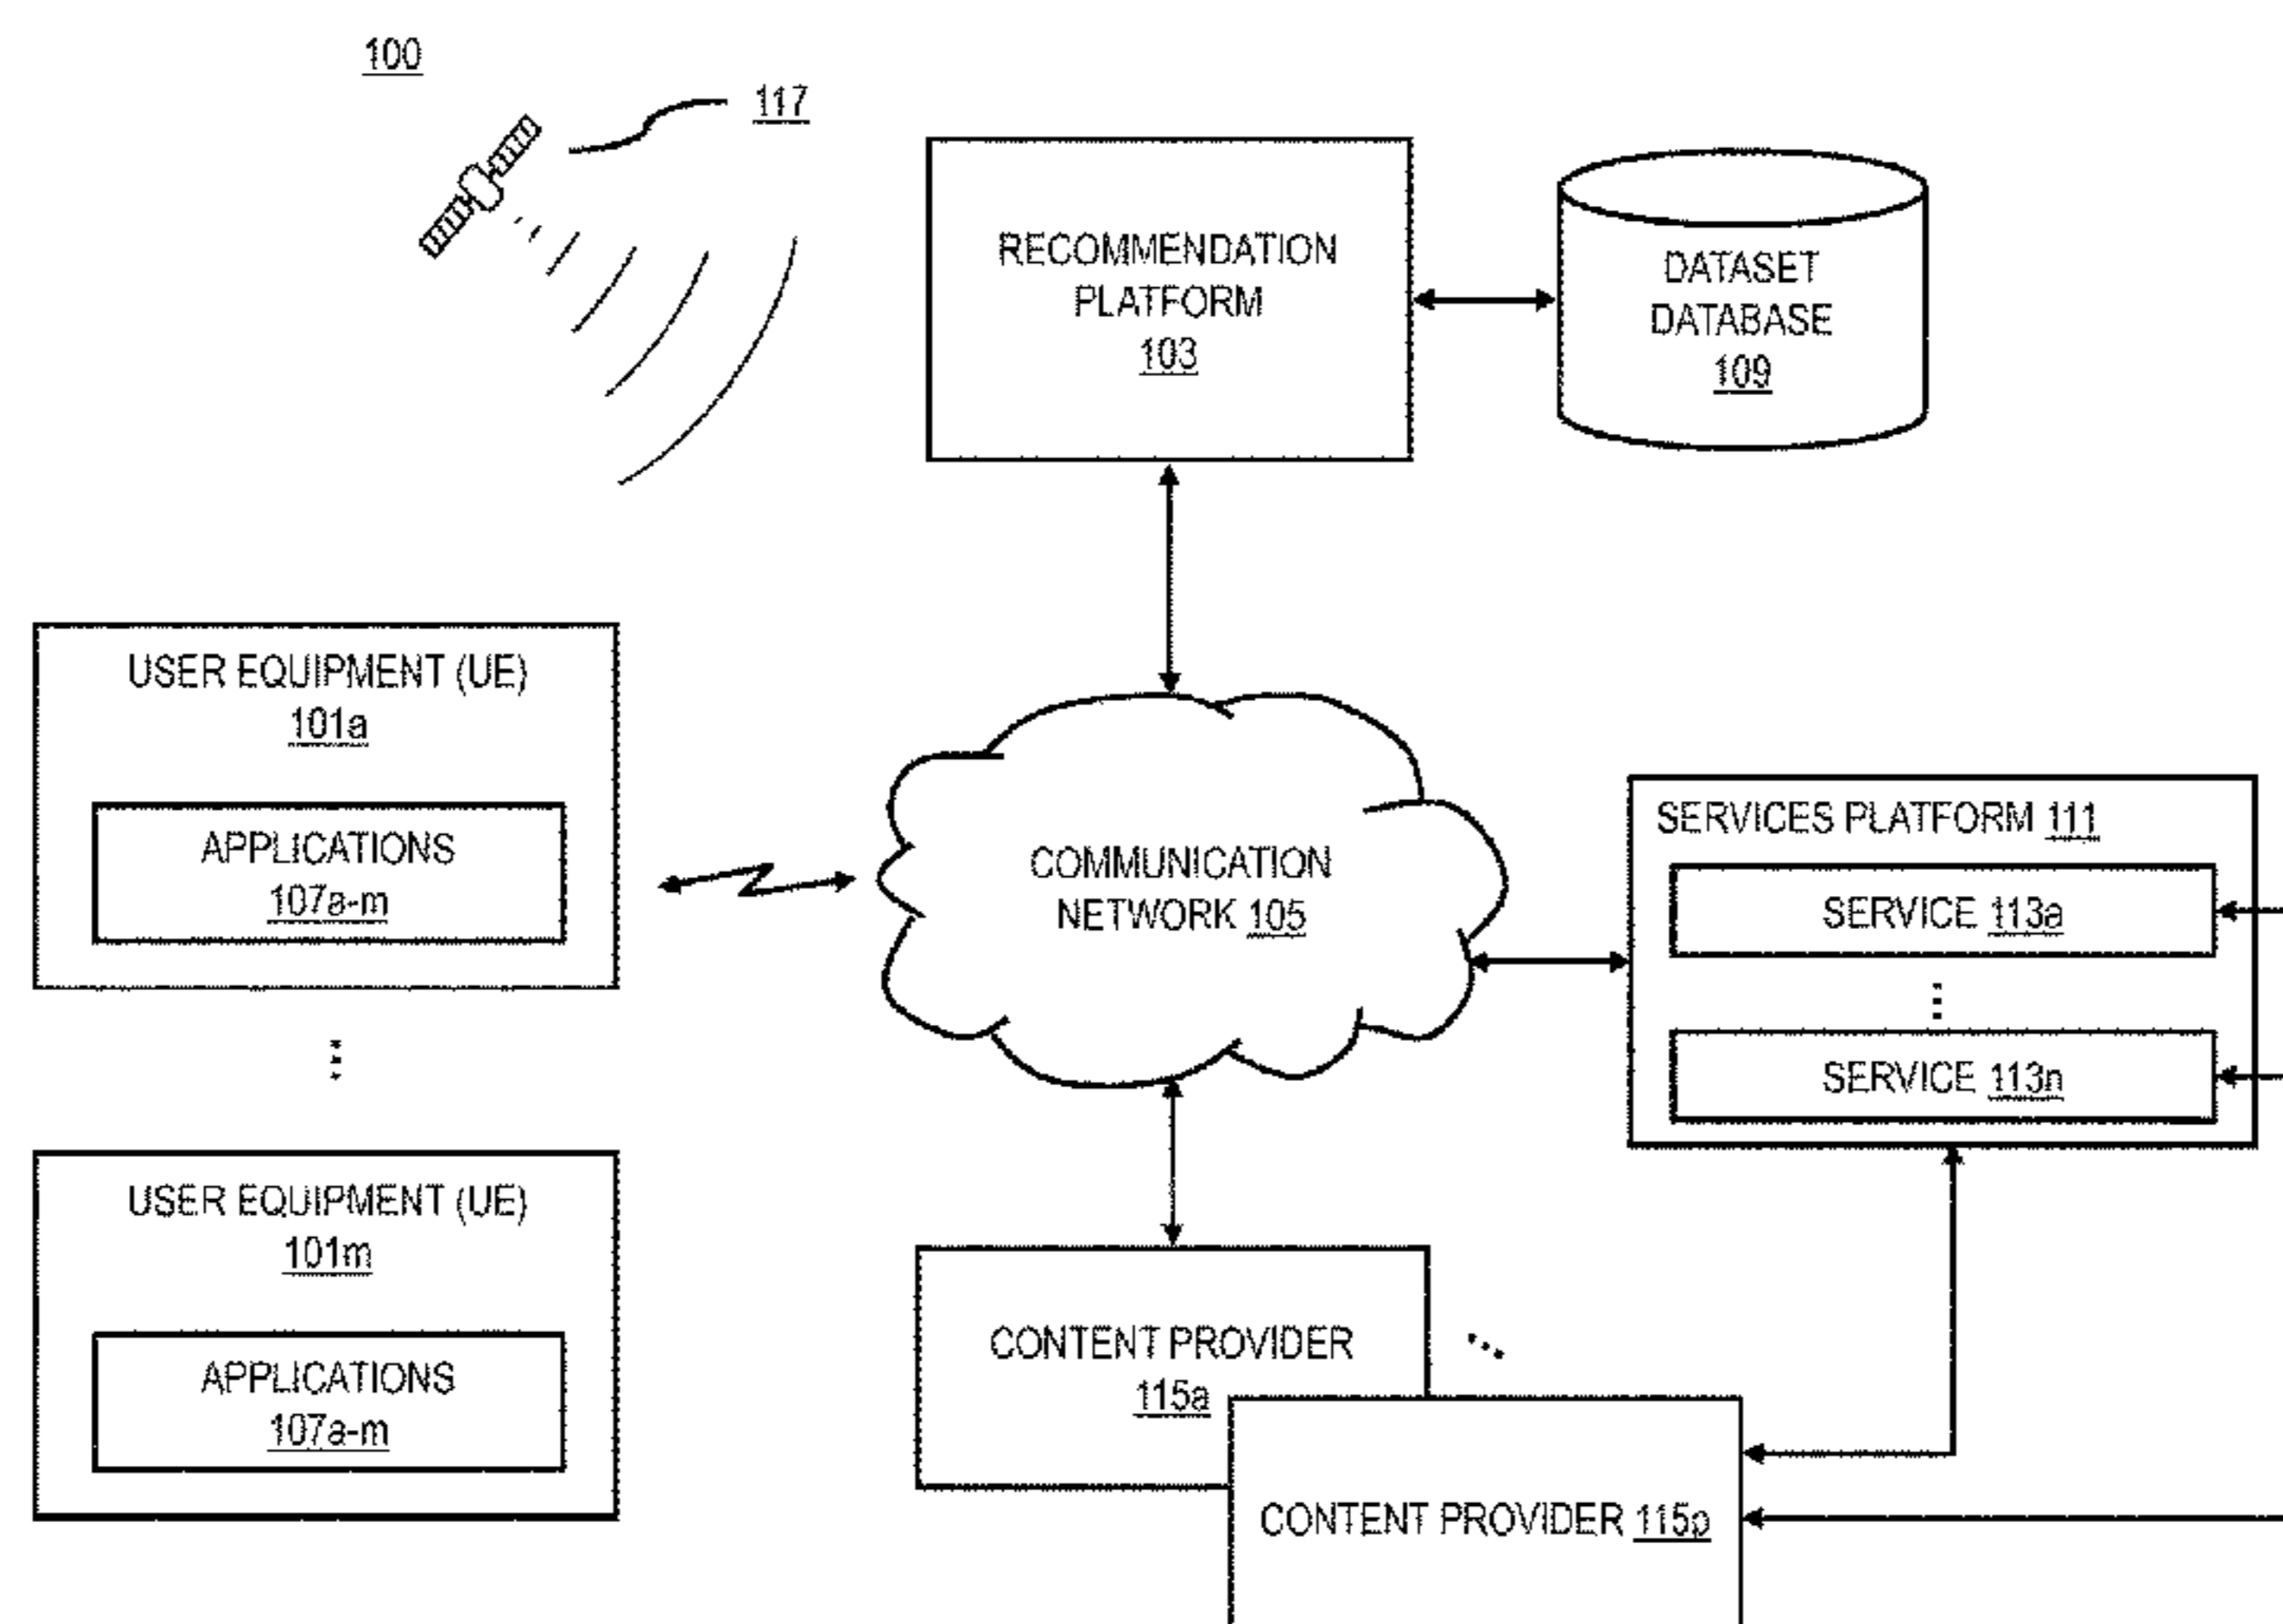 100
117
RECOMMENDATION
PLATFORM
103
DATASET
DATABASE
109
USER EQUIPMENT (UE)
101a
APPLICATIONS
107a-m
COMMUNICATION
NETWORK 105
SERVICES PLATFORM 111
SERVICE 113a
SERVICE 113n
USER EQUIPMENT (UE)
101m
APPLICATIONS
107a-m
CONTENT PROVIDER
115a
CONTENT PROVIDER 115p